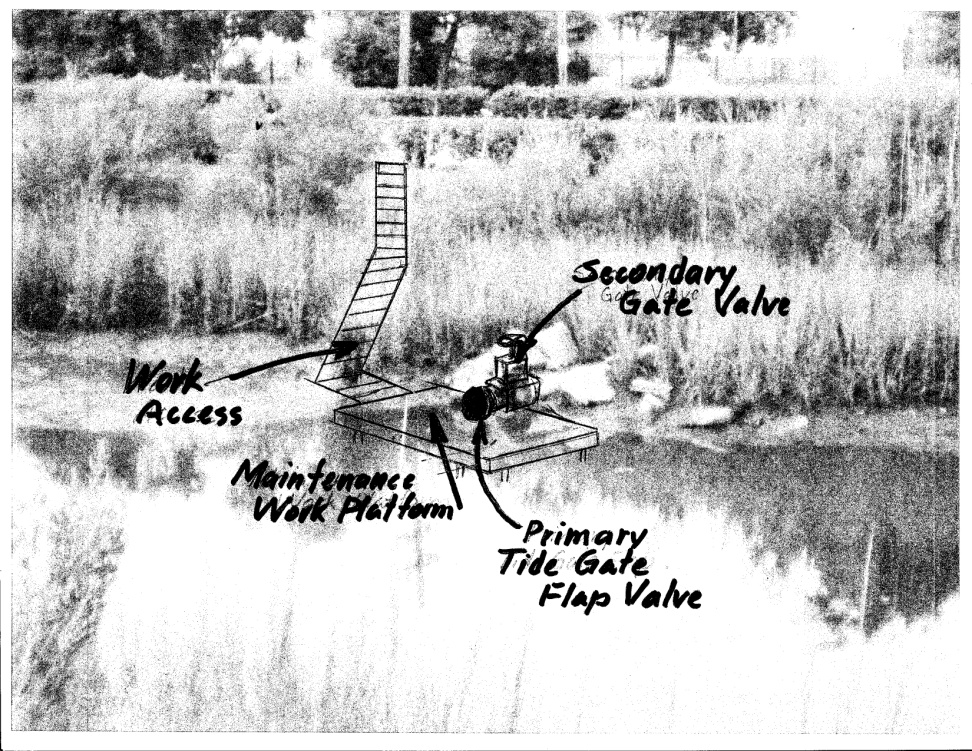 Secondary
Gate Valve
Work
Access
Maintenance
Work Platform
Primary
Tide Gate
Flap Valve